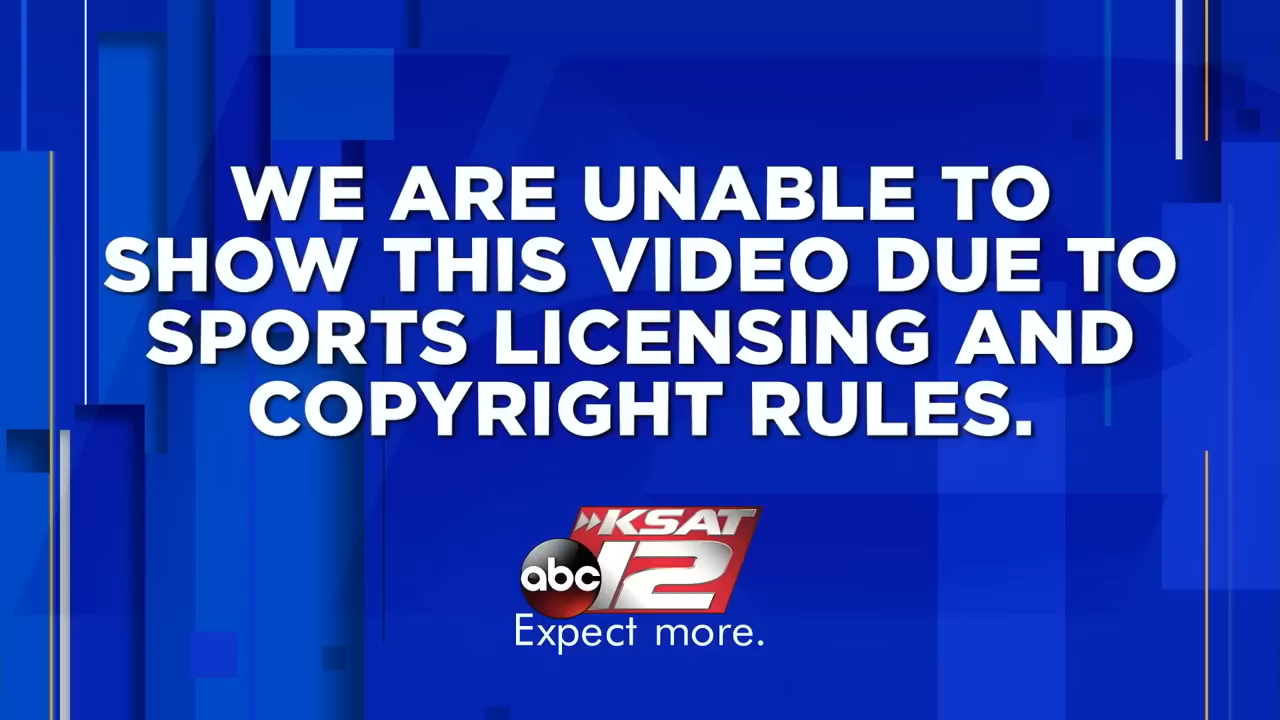 WE ARE UNABLE TO
SHOW THIS VIDEO DUE TO
SPORTS LICENSING AND
COPYRIGHT RULES.
KSAT
abc 12
Expect more.